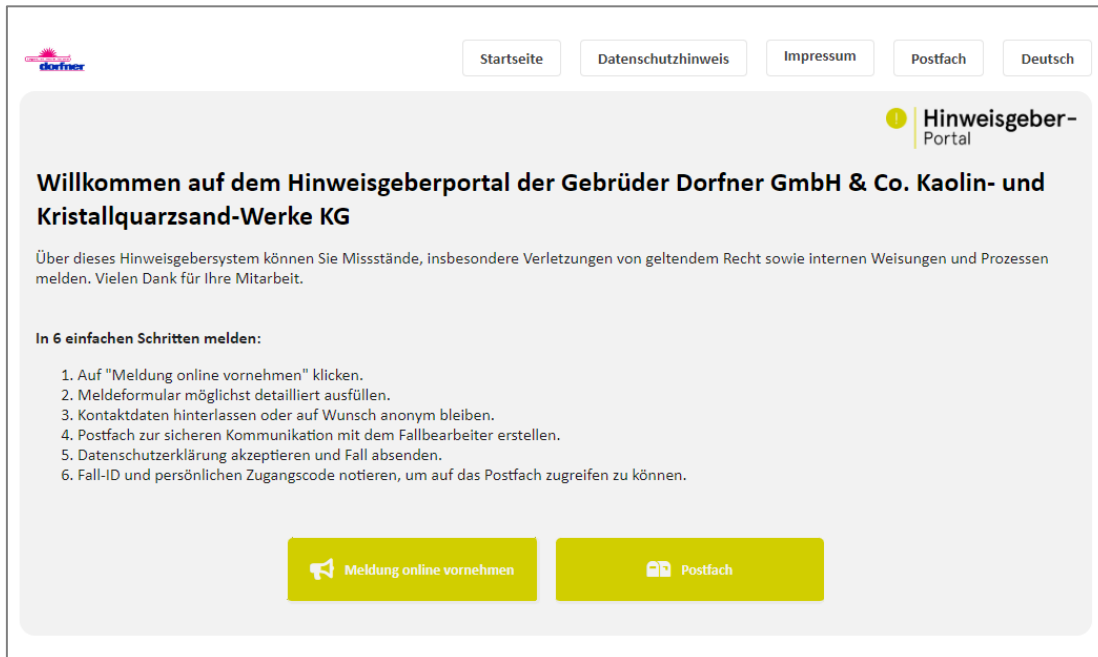 dorfner
Startseite
Datenschutzhinweis
Impressum
Postfach
Deutsch
Hinweisgeber-
Portal
Willkommen auf dem Hinweisgeberportal der Gebrüder Dorfner GmbH & Co. Kaolin- und
Kristallquarzsand-Werke KG
Über dieses Hinweisgebersystem können Sie Missstände, insbesondere Verletzungen von geltendem Recht sowie internen Weisungen und Prozessen
melden. Vielen Dank für Ihre Mitarbeit.
In 6 einfachen Schritten melden:
1. Auf "Meldung online vornehmen" klicken.
2. Meldeformular möglichst detailliert ausfüllen.
3. Kontaktdaten hinterlassen oder auf Wunsch anonym bleiben.
4. Postfach zur sicheren Kommunikation mit dem Fallbearbeiter erstellen.
5. Datenschutzerklärung akzeptieren und Fall absenden.
6. Fall-ID und persönlichen Zugangscode notieren, um auf das Postfach zugreifen zu können.
Meldung online vornehmen
Postfach